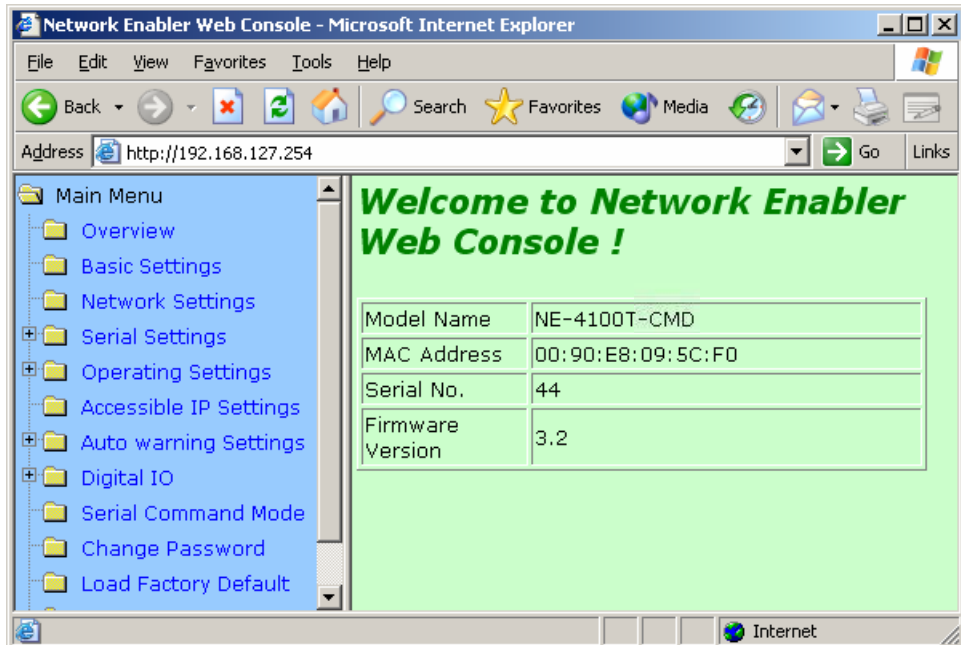 Network Enabler Web Console - Microsoft Internet Explorer
File Edit View Favorites Tools Help
Back Search Favorites Media
Address http://192.168.127.254 Go Links
Main Menu
Overview
Basic Settings
Network Settings
Serial Settings
Operating Settings
Accessible IP Settings
Auto warning Settings
Digital IO
Serial Command Mode
Change Password
Load Factory Default
Welcome to Network Enabler
Web Console !
Model Name NE-4100T-CMD
MAC Address 00:90:E8:09:5C:F0
Serial No. 44
Firmware
Version 3.2
Internet